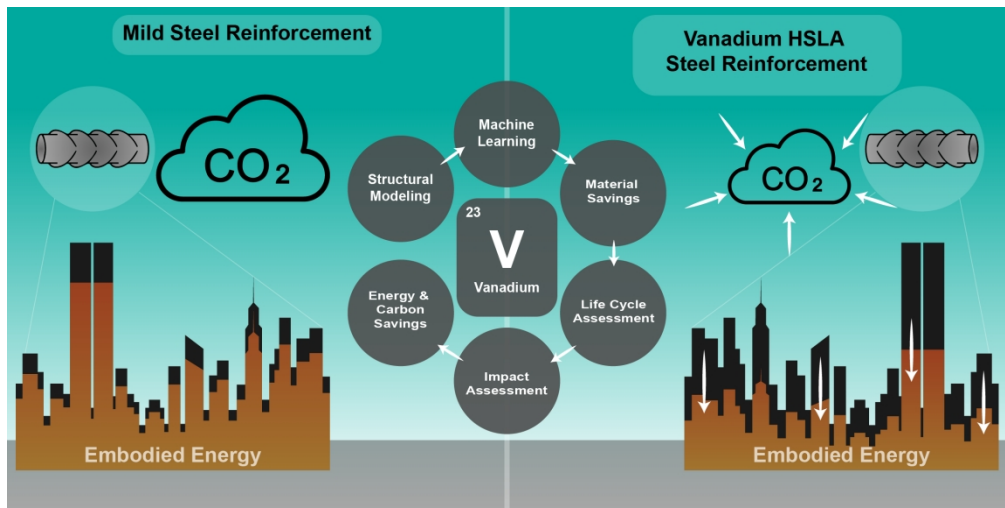 Mild Steel Reinforcement
Vanadium HSLA
Steel Reinforcement
CO₂
Machine
Learning
Structural
Modeling
Material
Savings
23
V
Vanadium
CO₂
Energy &
Carbon
Savings
Life Cycle
Assessment
Impact
Assessment
Embodied Energy
Embodied Energy